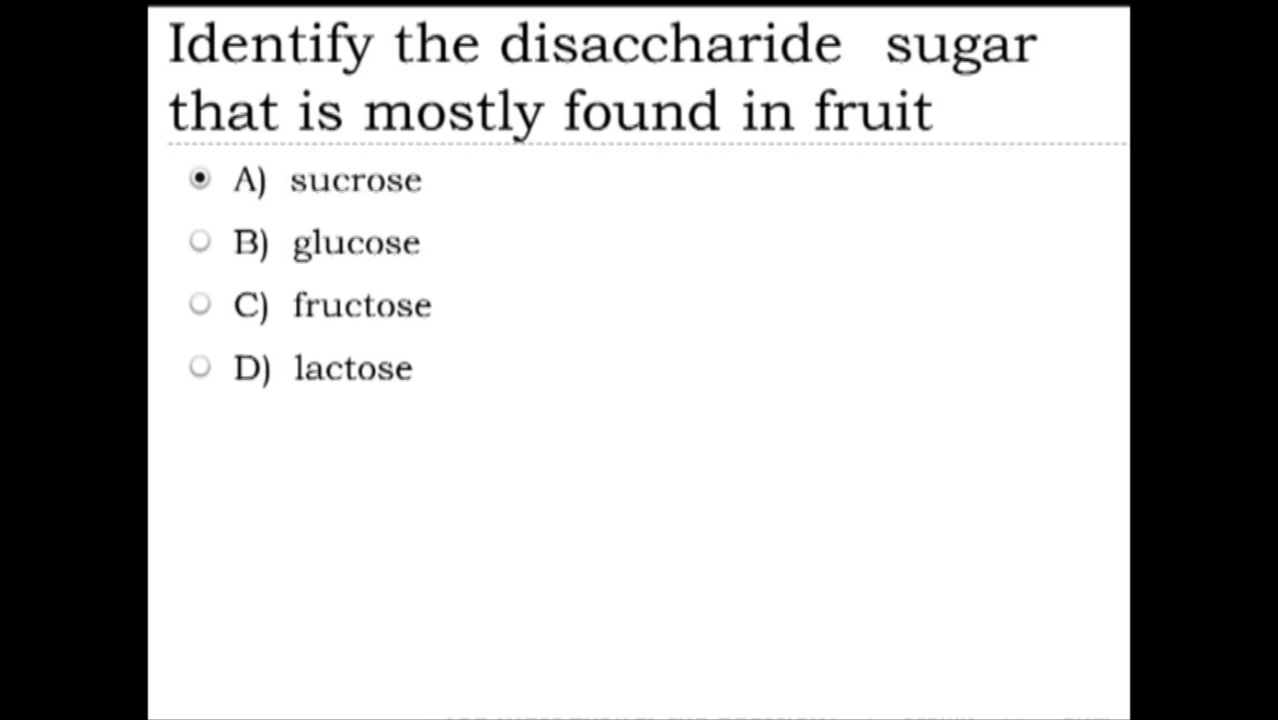 Identify the disaccharide sugar
that is mostly found in fruit
A) sucrose
B) glucose
C) fructose
D) lactose